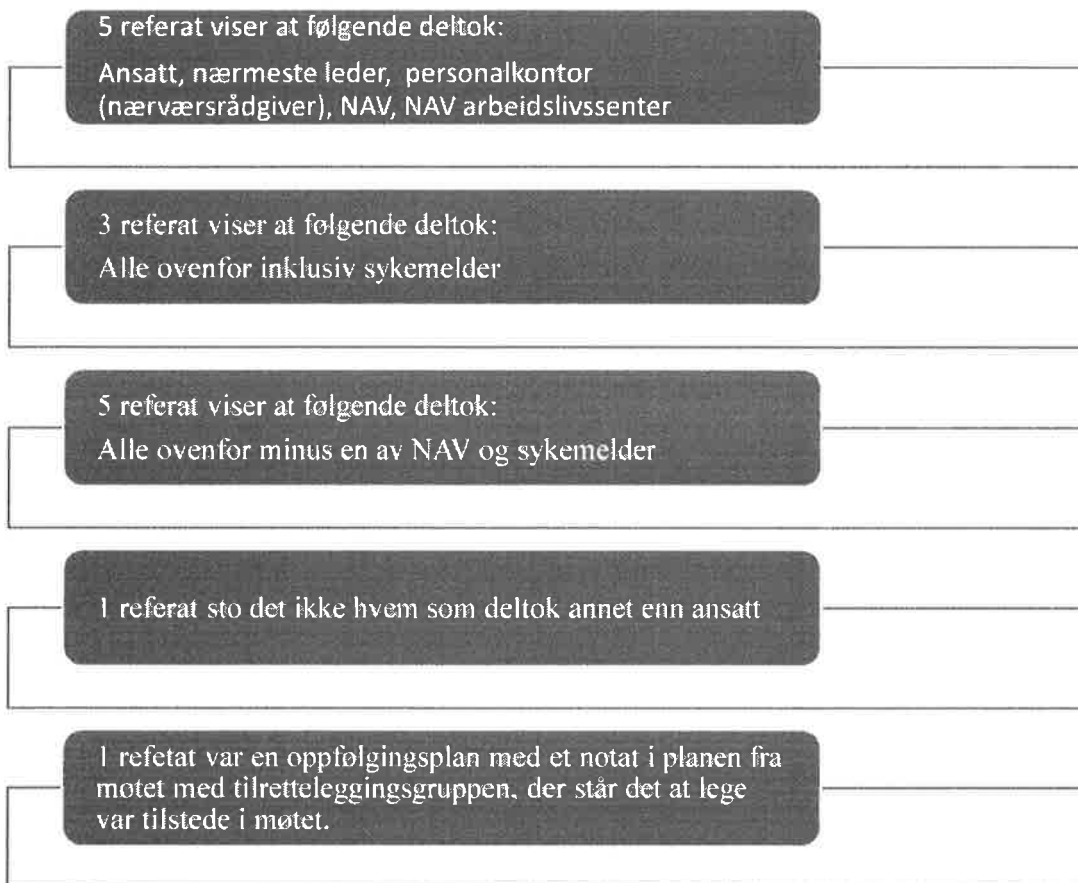 5 referat viser at følgende deltok:
Ansatt, nærmeste leder, personalkontor
(nærværsrådgiver), NAV, NAV arbeidslivssenter
3 referat viser at følgende deltok:
Alle ovenfor inklusiv sykemelder
5 referat viser at følgende deltok:
Alle ovenfor minus en av NAV og sykemelder
1 referat sto det ikke hvem som deltok annet enn ansatt
1 refetat var en oppfølgingsplan med et notat i planen fra
møtet med tilretteleggingsgruppen, der står det at lege
var tilstede i møtet.